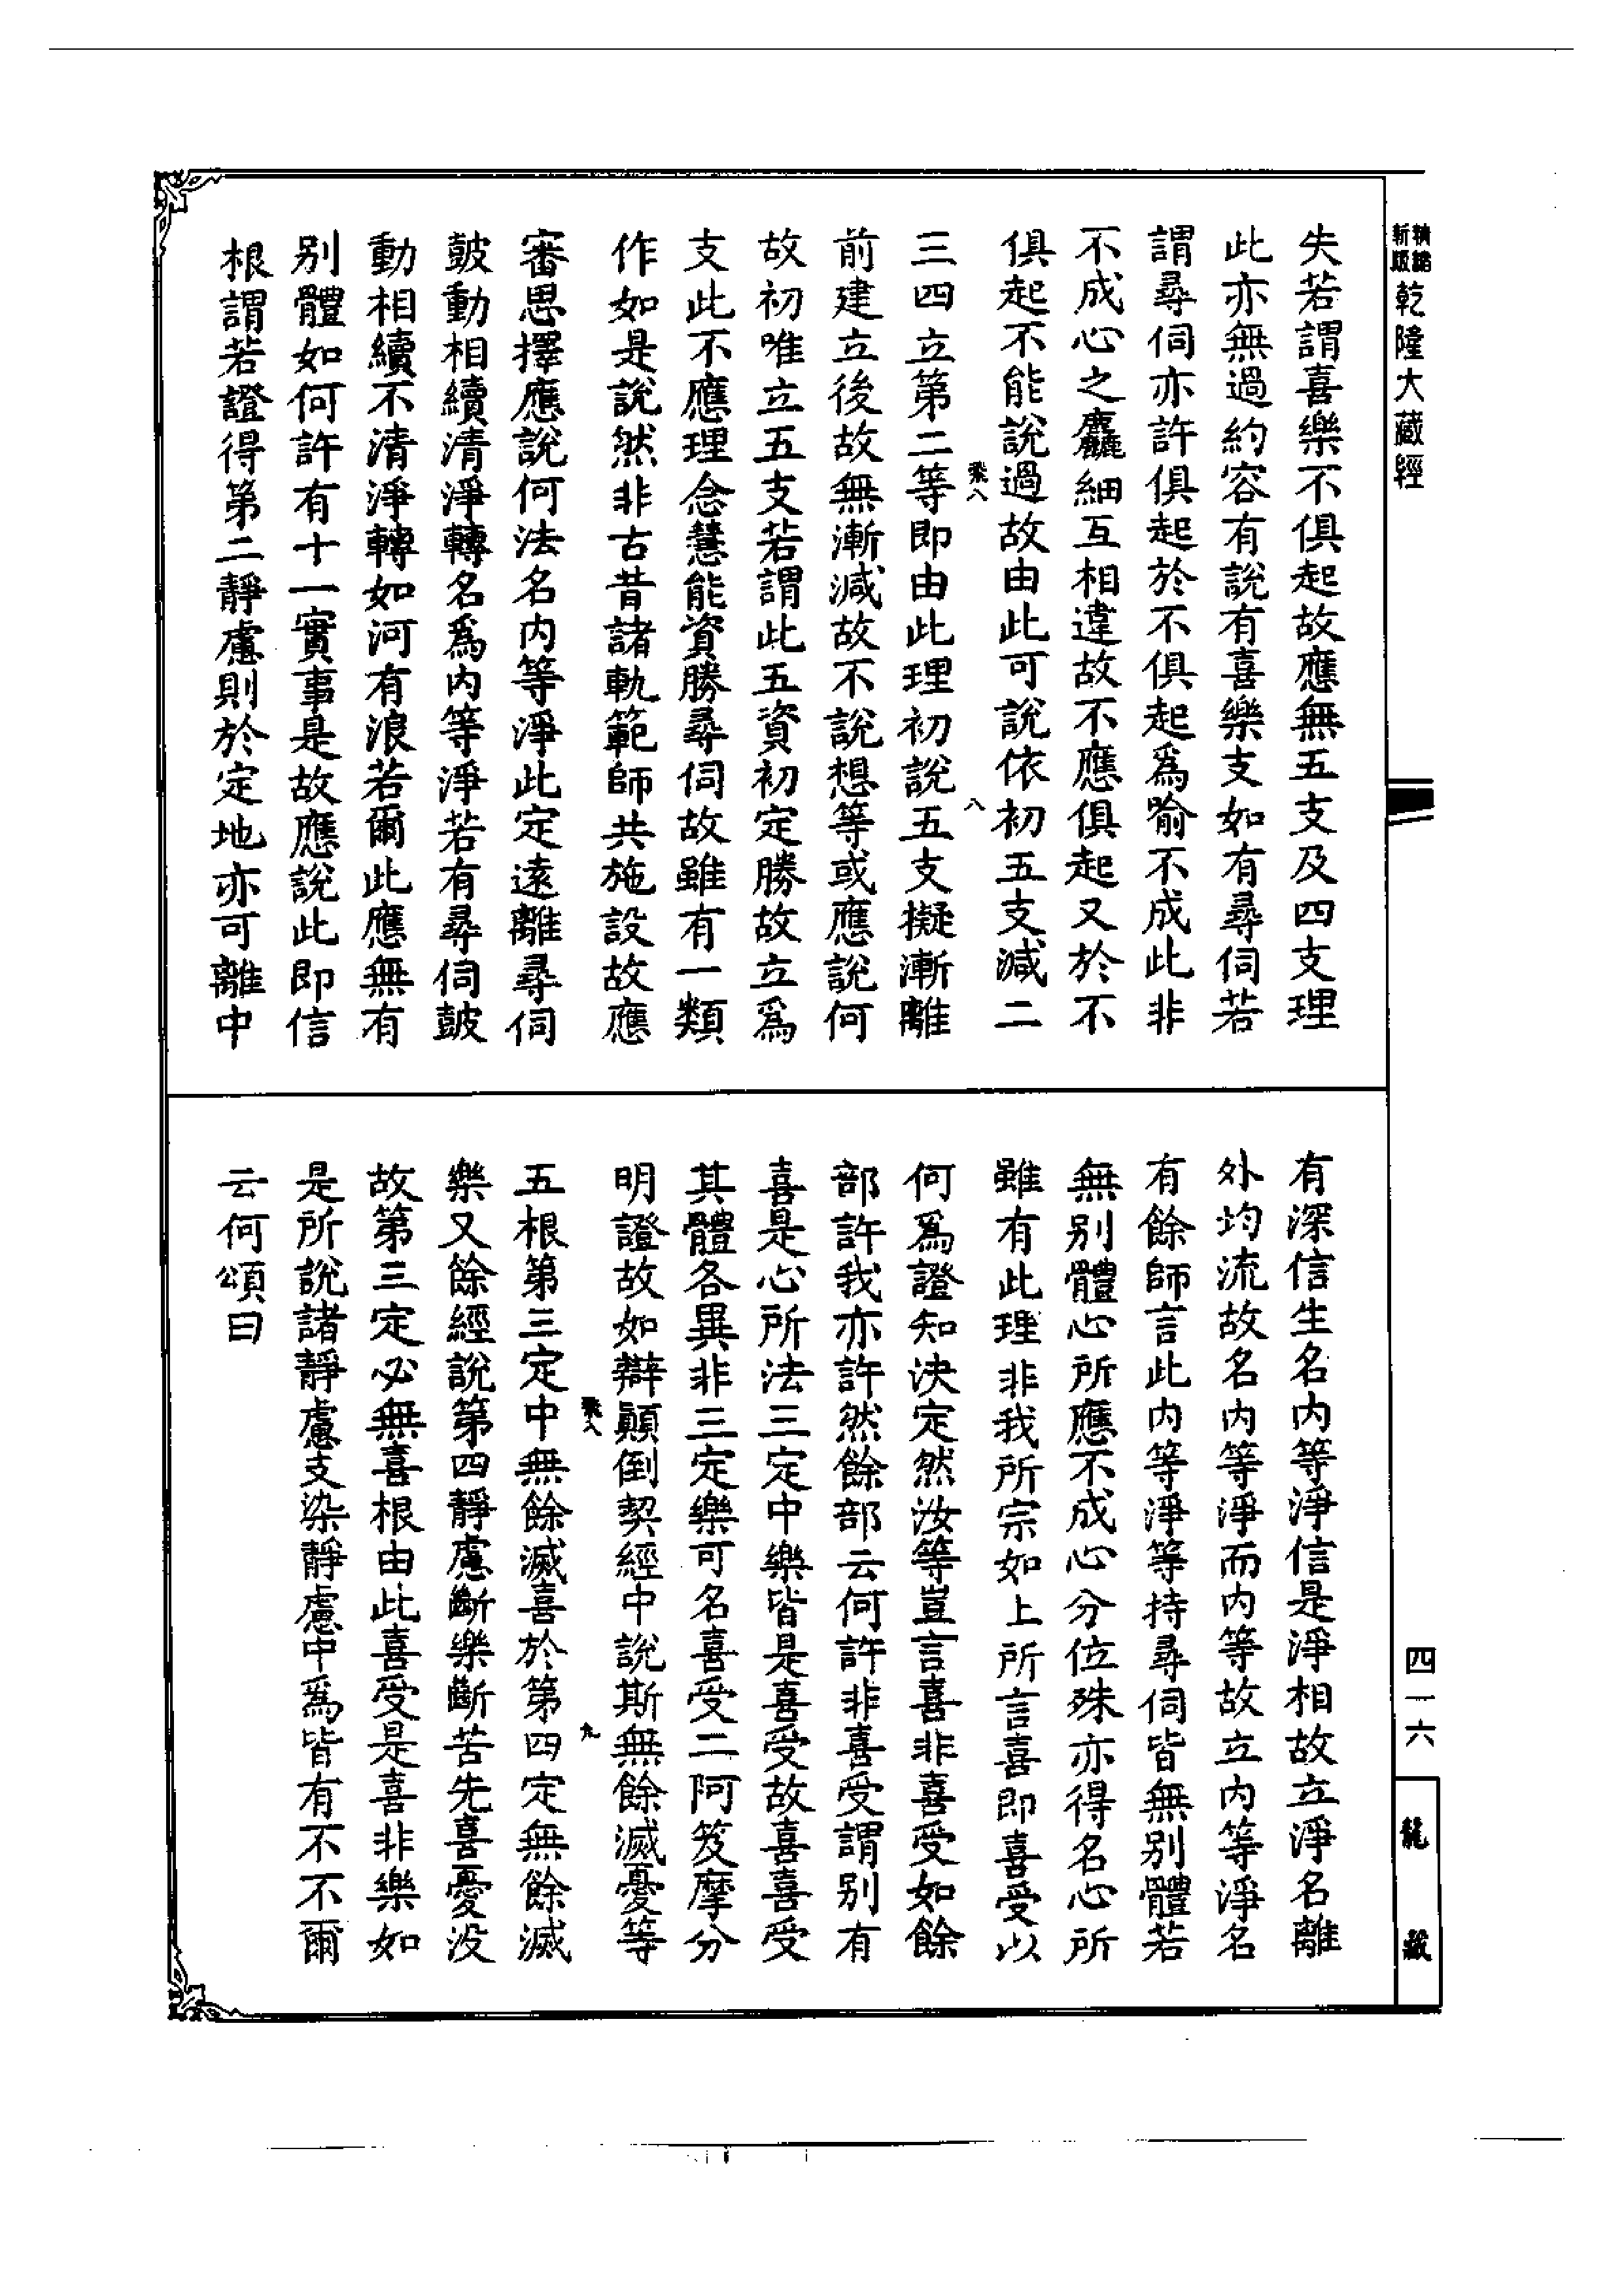 新版
精縮
乾隆大藏經
失若謂喜樂不俱起故應無五支及四支理
此亦無過約容有說有喜樂支如有尋伺若
謂尋伺亦許俱起於不俱起爲喻不成此非
不成心之麤細互相違故不應俱起又於不
俱起不能說過故由此可說依初五支減二
八
三四立第二等即由此理初說五支擬漸離
前建立後故無漸減故不說想等或應說何
故初唯立五支若謂此五資初定勝故立爲
支此不應理念慧能資勝尋伺故雖有一類
作如是說然非古昔諸軌範師共施設故應
審思擇應說何法名內等淨此定遠離尋伺
鼓動相續清淨轉名爲內等淨若有尋伺鼓
動相續不清淨轉如河有浪若爾此應無有
別體如何許有十一實事是故應說此即信
根謂若證得第二靜慮則於定地亦可離中
有深信生名內等淨信是淨相故立淨名離
外均流故名內等淨而內等故立內等淨名
有餘師言此內等淨等持尋伺皆無別體若
無別體心所應不成心分位殊亦得名心所
雖有此理非我所宗如上所言喜即喜受以
何爲證知決定然汝等豈言喜非喜受如餘
部許我亦許然餘部云何許非喜受謂別有
喜是心所法三定中樂皆是喜受故喜喜受
其體各異非三定樂可名喜受二阿笈摩分
明證故如辯顛倒契經中說斯無餘滅憂等
九
五根第三定中無餘滅喜於第四定無餘滅
樂又餘經說第四靜慮斷樂斷苦先喜憂沒
故第三定必無喜根由此喜受是喜非樂如
是所說諸靜慮支染靜慮中爲皆有不不爾
云何頌曰
四一六
龍藏